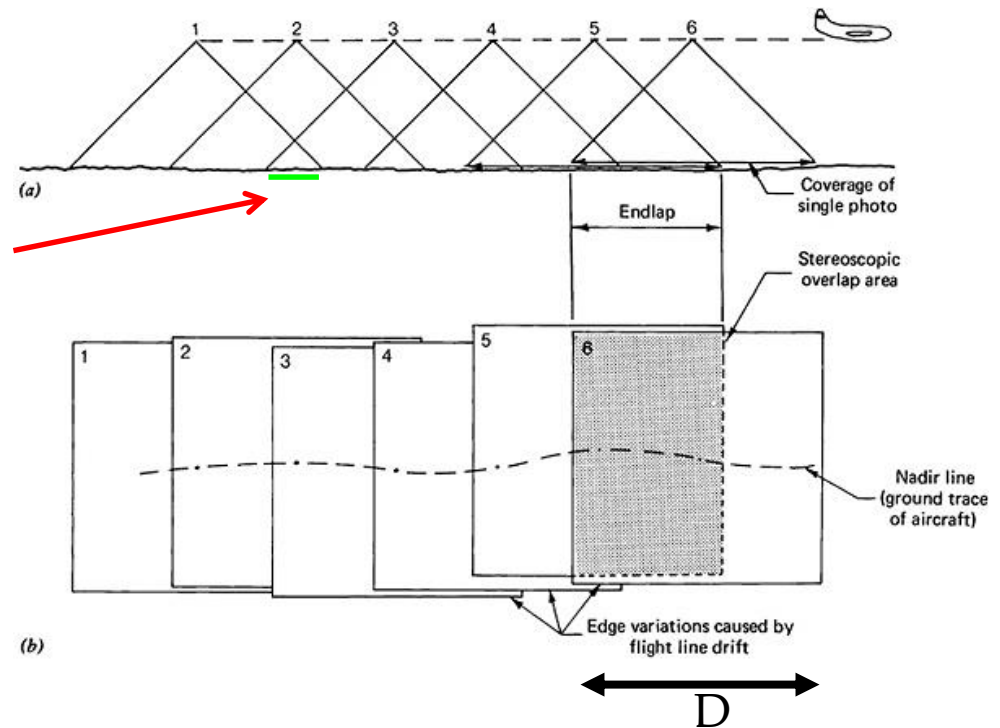 1 2 3 4 5 6
(a)
Coverage of
single photo
Endlap
Stereoscopic
overlap area
1 2 3 4 5 6
Nadir line
(ground trace
of aircraft)
(b)
Edge variations caused by
flight line drift
D